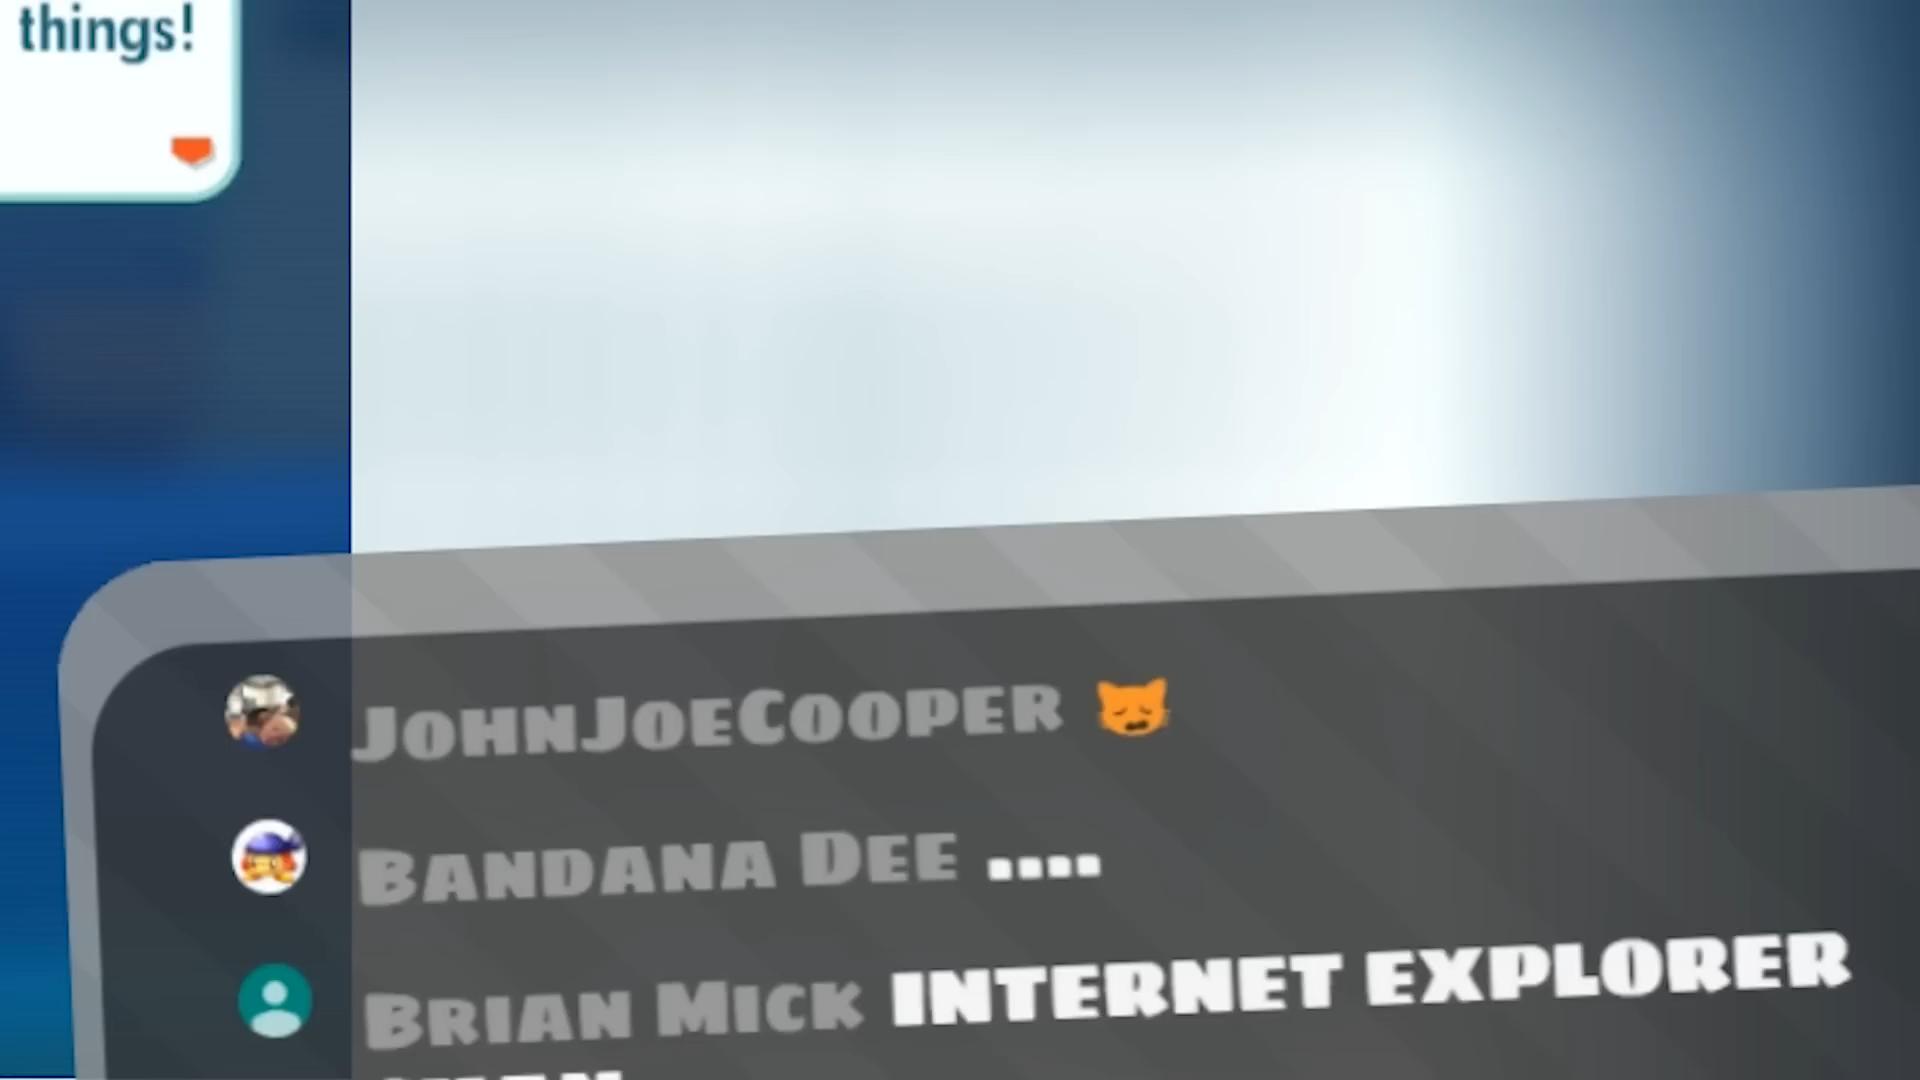 things!
JohnJoeCooper
Bandana Dee ....
Brian Mick INTERNET EXPLORER